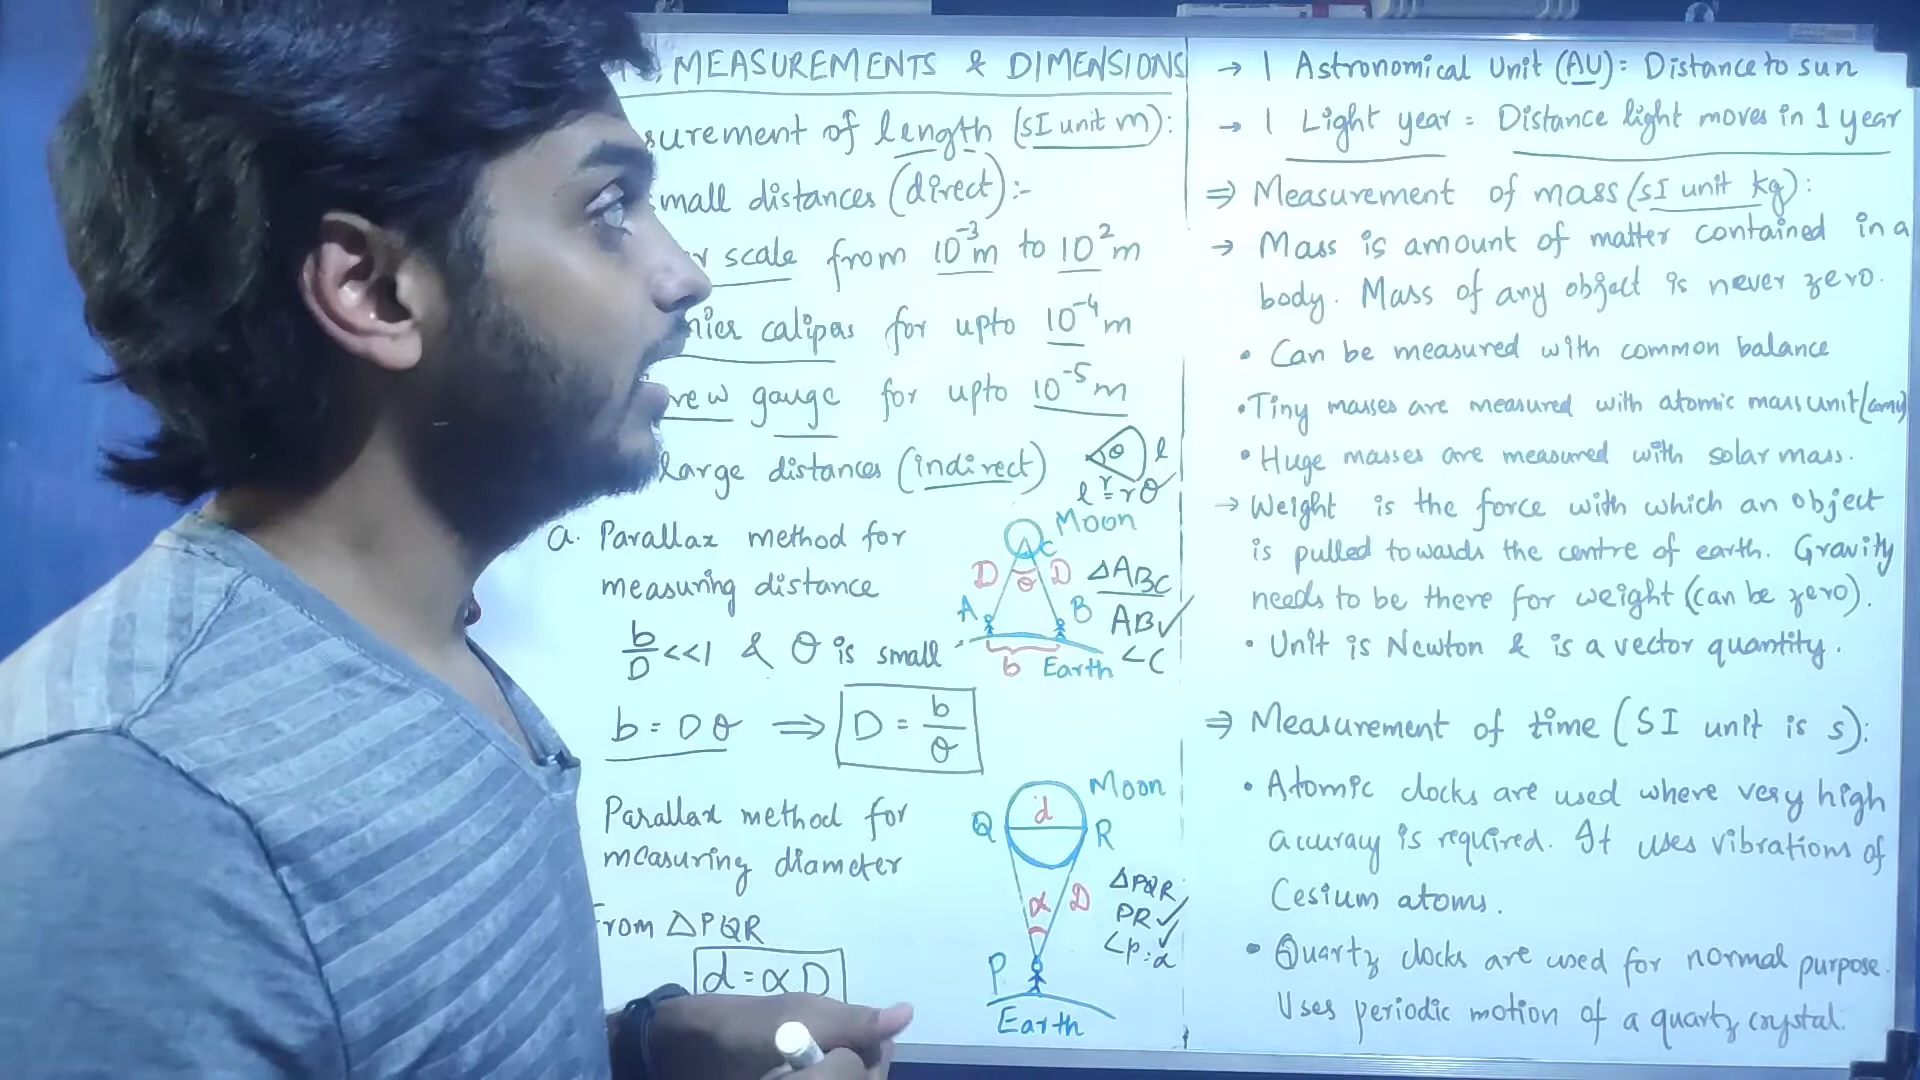 MEASUREMENTS & DIMENSIONS
surement of length (SI unit m):
mall distances (direct):-
r scale from 10⁻³m to 10²m
nier calipers for upto 10⁻⁴m
rew gauge for upto 10⁻⁵m
large distances (indirect)
θ l
r
l = rθ
a. Parallax method for
measuring distance
b/D <<1 & θ is small
b = Dθ ⇒ D = b/θ
Moon
C
D θ D
A B
b Earth
△ABC
AB✓
∠C
Parallax method for
measuring diameter
From △PQR
d = αD
Moon
d
Q R
α D
P
Earth
△PQR
PR✓
∠P:α
→ 1 Astronomical Unit (AU): Distance to sun
→ 1 Light year = Distance light moves in 1 year
⇒ Measurement of mass (SI unit kg):
→ Mass is amount of matter contained in a
body. Mass of any object is never zero.
• Can be measured with common balance
• Tiny masses are measured with atomic mass unit (amu)
• Huge masses are measured with solar mass.
→ Weight is the force with which an object
is pulled towards the centre of earth. Gravity
needs to be there for weight (can be zero).
• Unit is Newton & is a vector quantity.
⇒ Measurement of time (SI unit is s):
• Atomic clocks are used where very high
accuracy is required. It uses vibrations of
Cesium atoms.
• Quartz clocks are used for normal purpose.
Uses periodic motion of a quartz crystal.